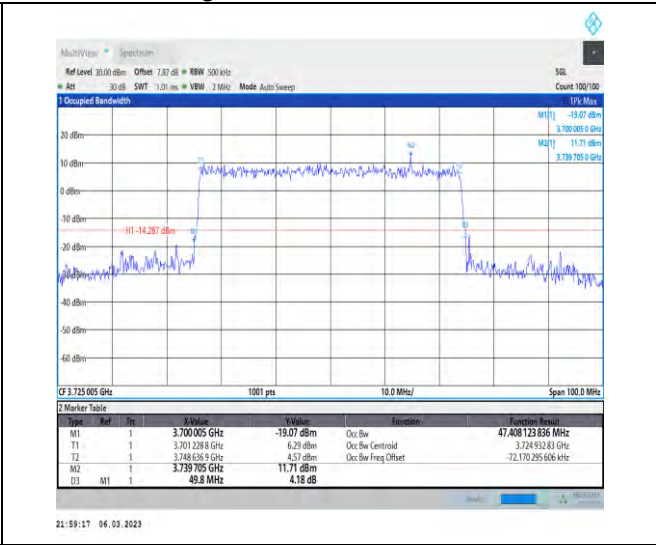 MultiView Spectrum
Ref Level 30.00 dBm Offset 7.87 dB RBW 500 kHz SGL
Att 30 dB SWT 1.01 ms VBW 2 MHz Mode Auto Sweep Count 100/100
1 Occupied Bandwidth 1Pk Max
M1[1] -19.07 dBm
3.700 005 0 GHz
20 dBm M2[1] 11.71 dBm
M2 3.739 705 0 GHz
10 dBm
0 dBm
-10 dBm
H1 -14.287 dBm
-20 dBm
-40 dBm
-50 dBm
-60 dBm
CF 3.725 005 GHz 1001 pts 10.0 MHz/ Span 100.0 MHz
2 Marker Table
Type Ref Trc X-Value Y-Value Function Function Result
M1 1 3.700 005 GHz -19.07 dBm Occ Bw 47.408 123 836 MHz
T1 1 3.701 228 8 GHz 6.29 dBm Occ Bw Centroid 3.724 932 83 GHz
T2 1 3.748 636 9 GHz 4.57 dBm Occ Bw Freq Offset -72.170 295 606 kHz
M2 1 3.739 705 GHz 11.71 dBm
D3 M1 1 49.8 MHz 4.18 dB
21:59:17 06.03.2023